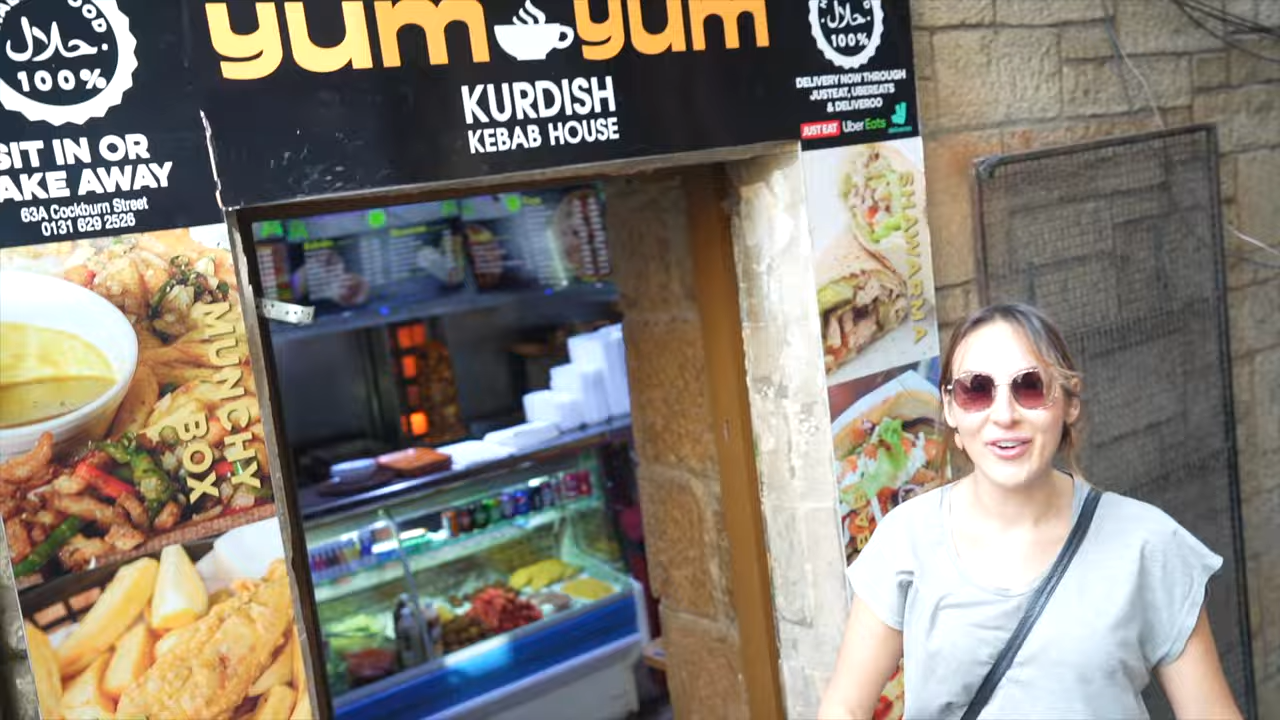 حلال
100%
SIT IN OR
AKE AWAY
63A Cockburn Street
0131 629 2526
yum yum
KURDISH
KEBAB HOUSE
حلال
100%
DELIVERY NOW THROUGH
JUSTEAT, UBEREATS
& DELIVEROO
JUST EAT Uber Eats deliveroo
MUNCHY
BOX
SHAWARMA